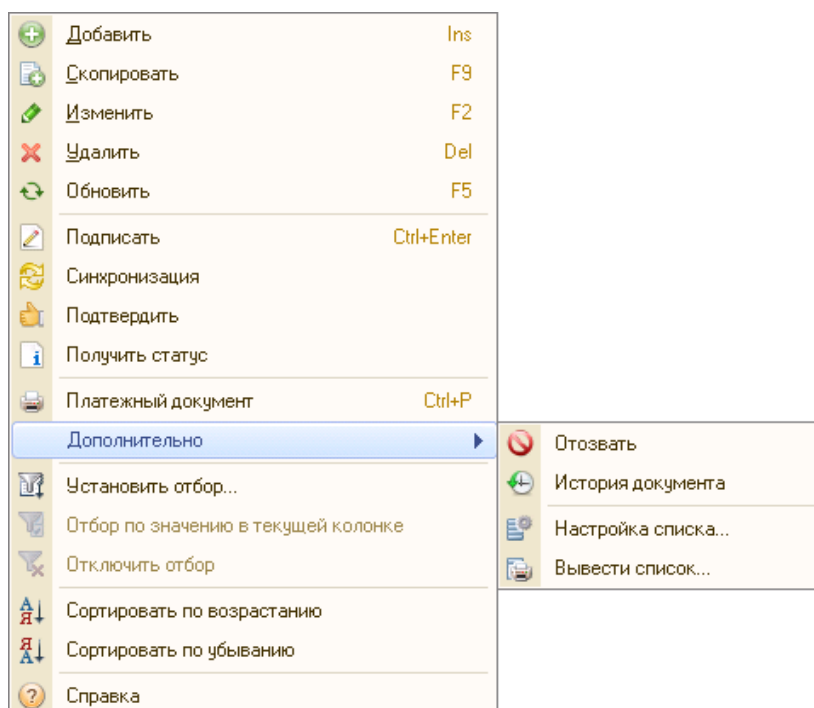 Добавить Ins
Скопировать F9
Изменить F2
Удалить Del
Обновить F5
Подписать Ctrl+Enter
Синхронизация
Подтвердить
Получить статус
Платежный документ Ctrl+P
Дополнительно
Отозвать
История документа
Настройка списка...
Вывести список...
Установить отбор...
Отбор по значению в текущей колонке
Отключить отбор
Сортировать по возрастанию
Сортировать по убыванию
Справка